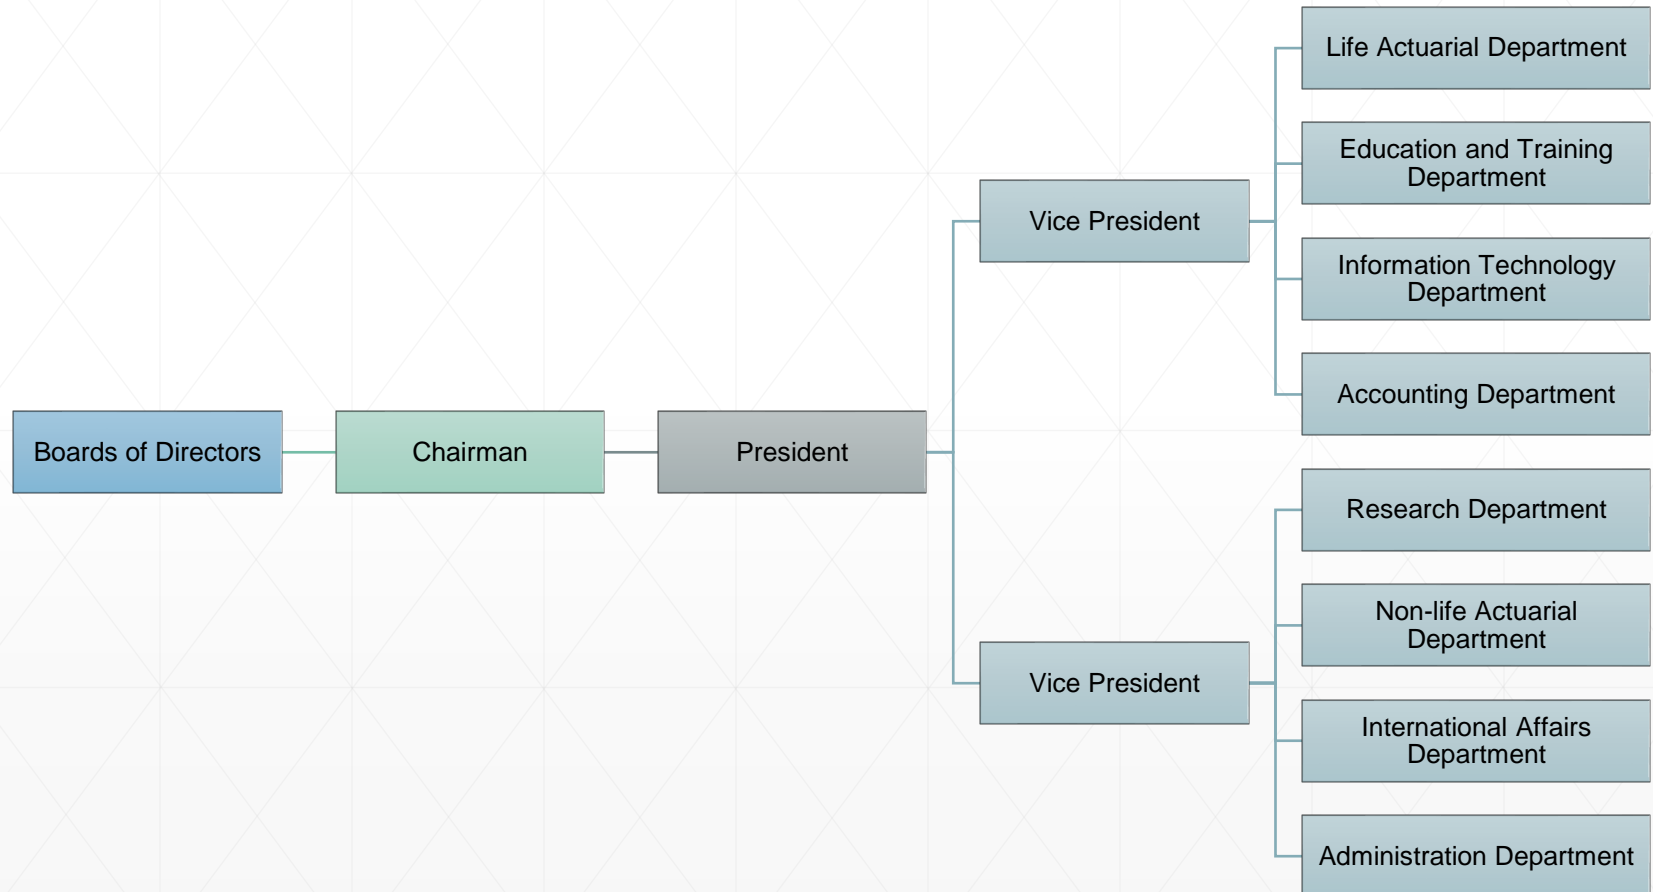 Boards of Directors
Chairman
President
Vice President
Life Actuarial Department
Education and Training
Department
Information Technology
Department
Accounting Department
Vice President
Research Department
Non-life Actuarial
Department
International Affairs
Department
Administration Department